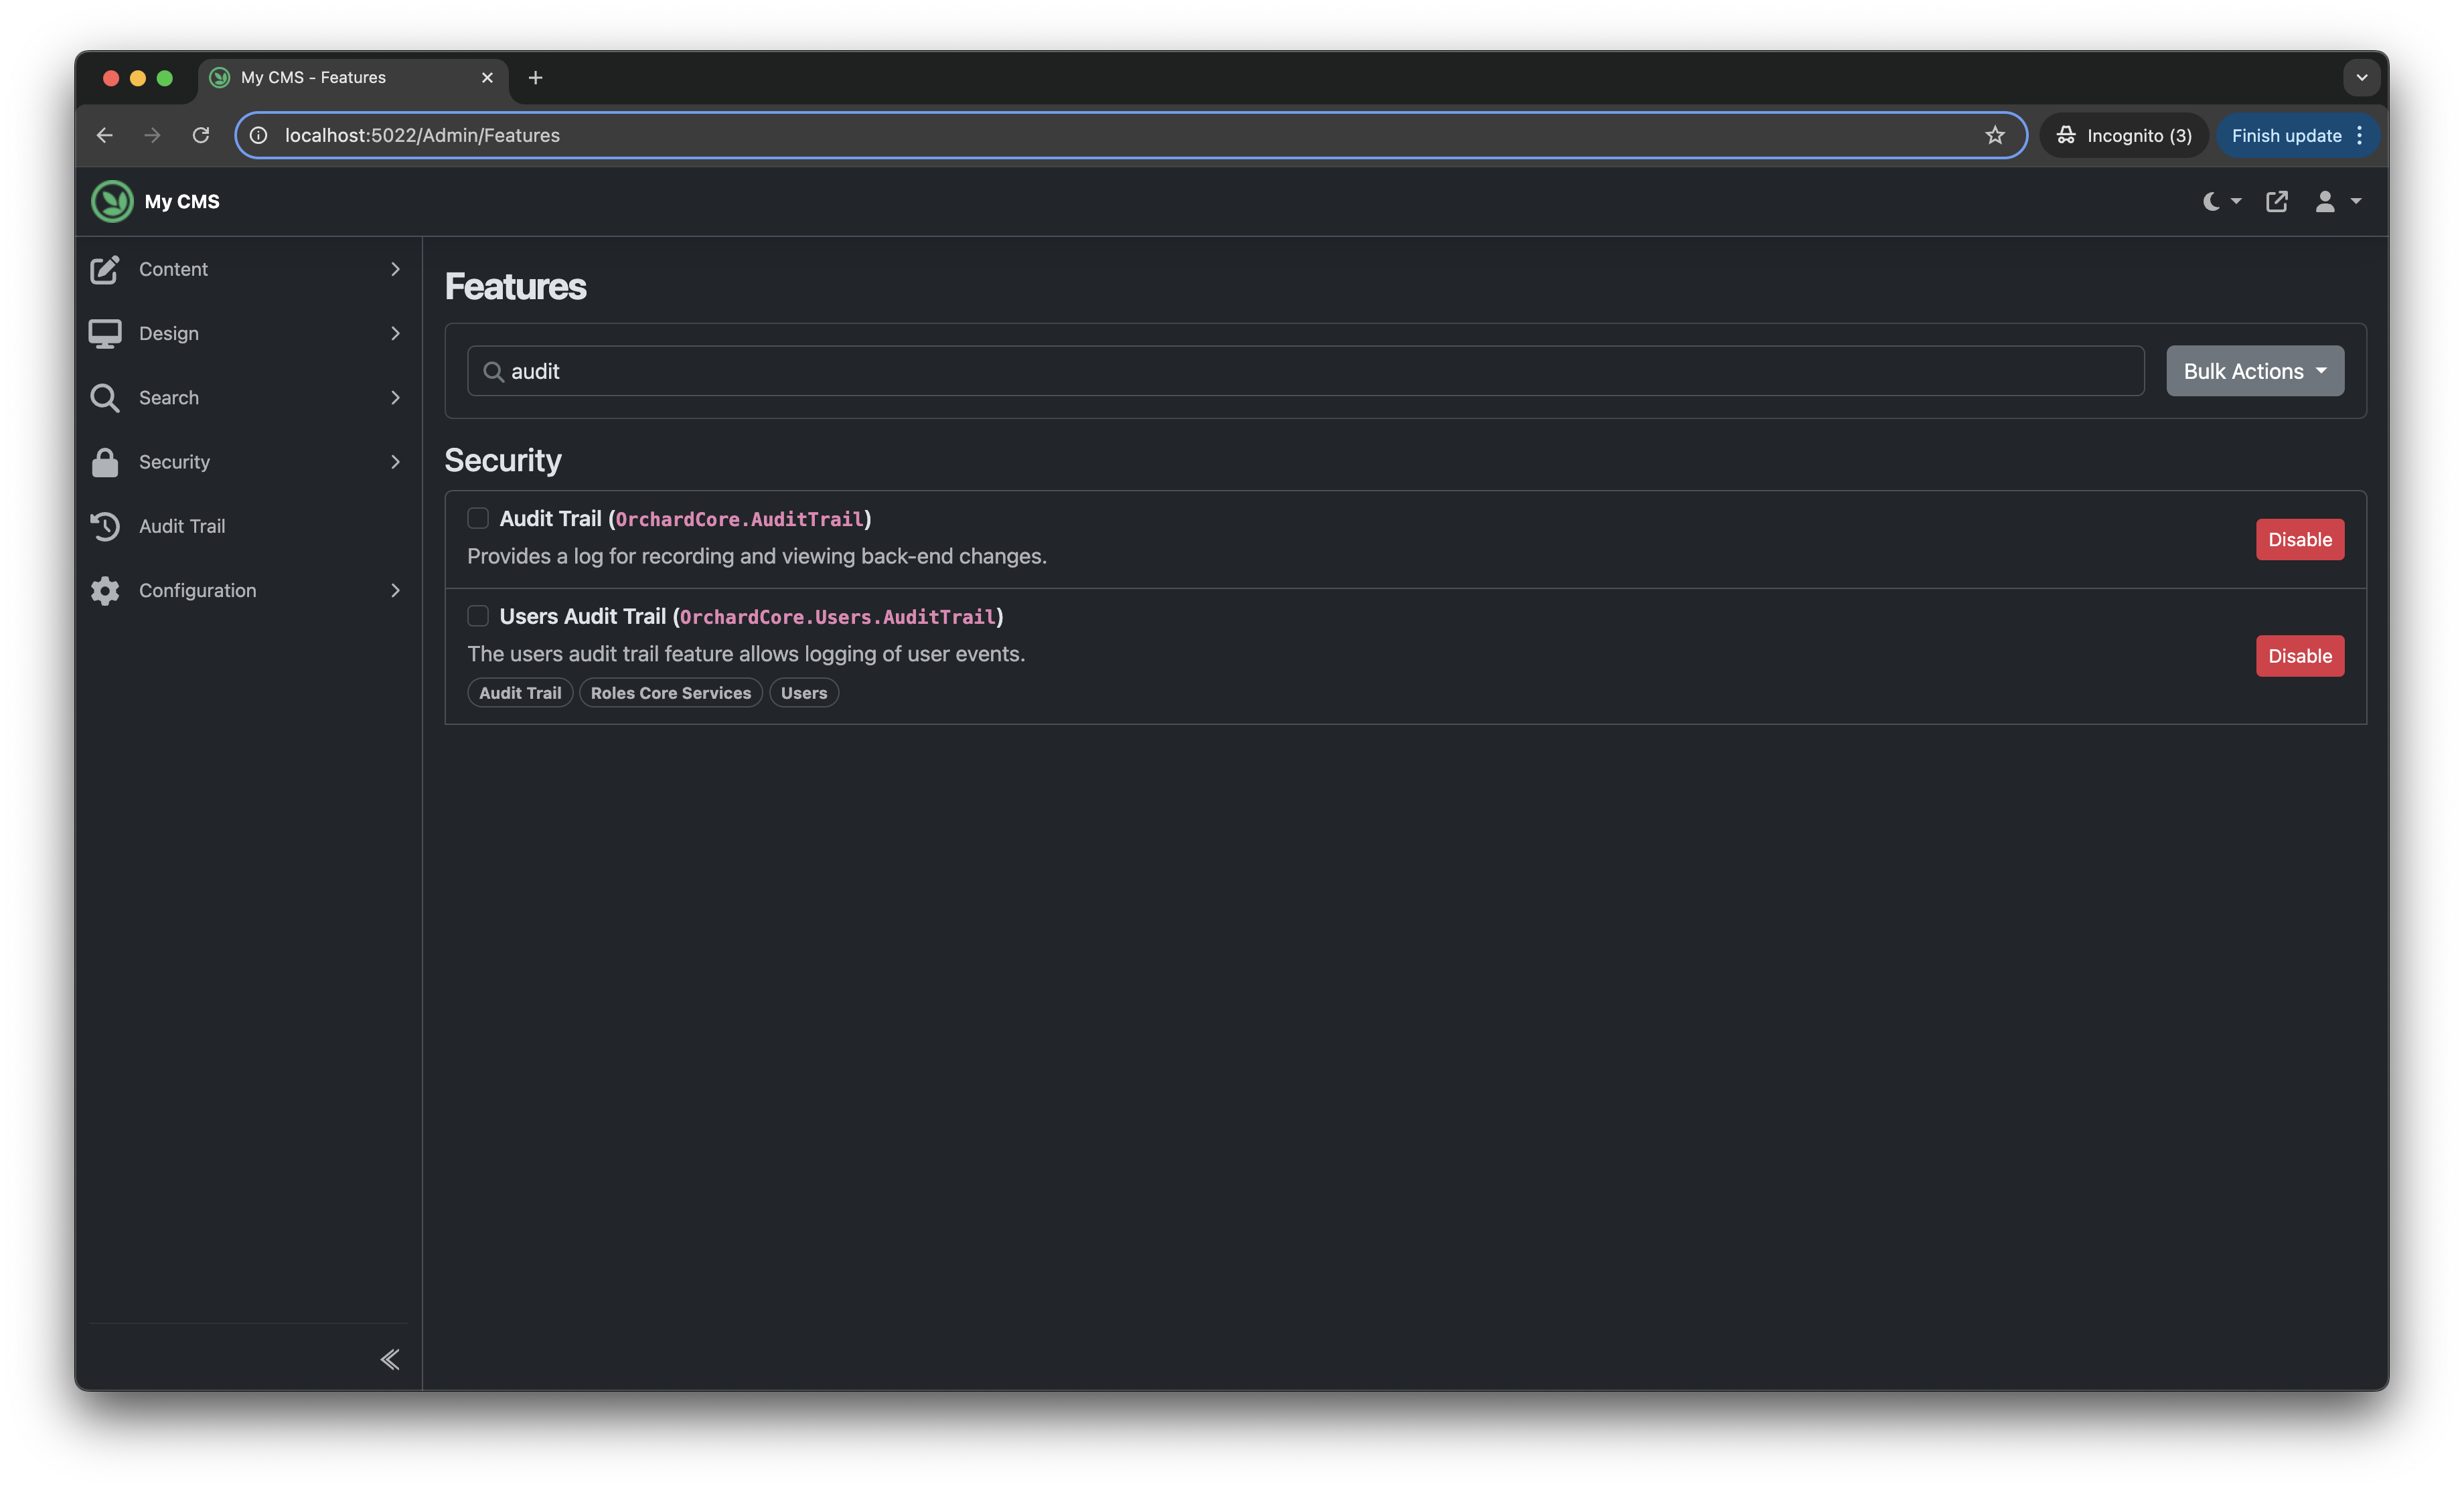 My CMS - Features
localhost:5022/Admin/Features
Incognito (3)
Finish update
My CMS
Content
Design
Search
Security
Audit Trail
Configuration
Features
audit
Bulk Actions
Security
Audit Trail (OrchardCore.AuditTrail)
Provides a log for recording and viewing back-end changes.
Disable
Users Audit Trail (OrchardCore.Users.AuditTrail)
The users audit trail feature allows logging of user events.
Audit Trail Roles Core Services Users
Disable